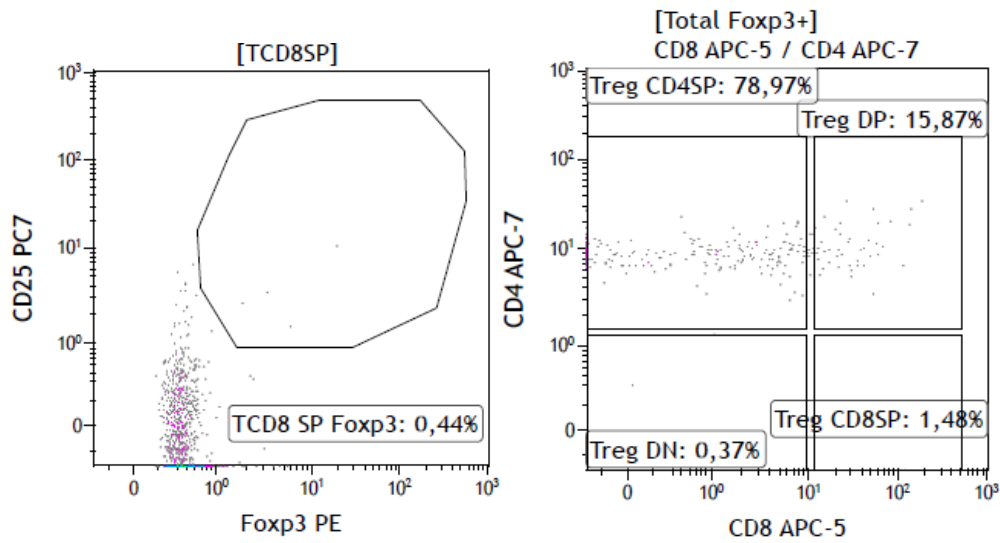 [TCD8SP]
10³
10²
10¹
10⁰
0
CD25 PC7
TCD8 SP Foxp3: 0,44%
0
10⁰
10¹
10²
10³
Foxp3 PE
[Total Foxp3+]
CD8 APC-5 / CD4 APC-7
10³
10²
10¹
10⁰
0
CD4 APC-7
Treg CD4SP: 78,97%
Treg DP: 15,87%
Treg CD8SP: 1,48%
Treg DN: 0,37%
0
10⁰
10¹
10²
10³
CD8 APC-5